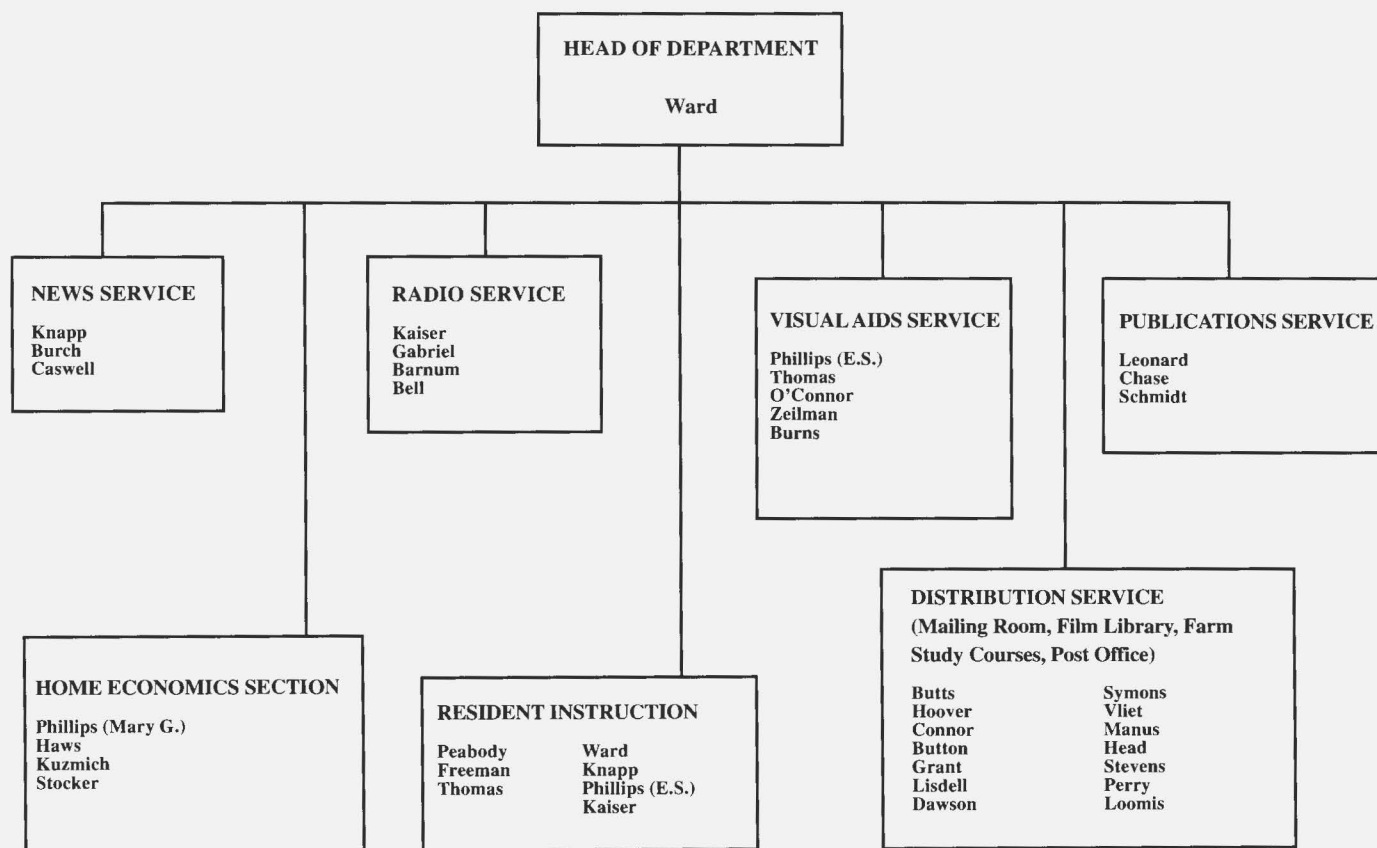 HEAD OF DEPARTMENT
Ward
NEWS SERVICE
Knapp
Burch
Caswell
RADIO SERVICE
Kaiser
Gabriel
Barnum
Bell
VISUAL AIDS SERVICE
Phillips (E.S.)
Thomas
O'Connor
Zeilman
Burns
PUBLICATIONS SERVICE
Leonard
Chase
Schmidt
HOME ECONOMICS SECTION
Phillips (Mary G.)
Haws
Kuzmich
Stocker
RESIDENT INSTRUCTION
Peabody
Freeman
Thomas
Ward
Knapp
Phillips (E.S.)
Kaiser
DISTRIBUTION SERVICE
(Mailing Room, Film Library, Farm
Study Courses, Post Office)
Butts
Hoover
Connor
Button
Grant
Lisdell
Dawson
Symons
Vliet
Manus
Head
Stevens
Perry
Loomis